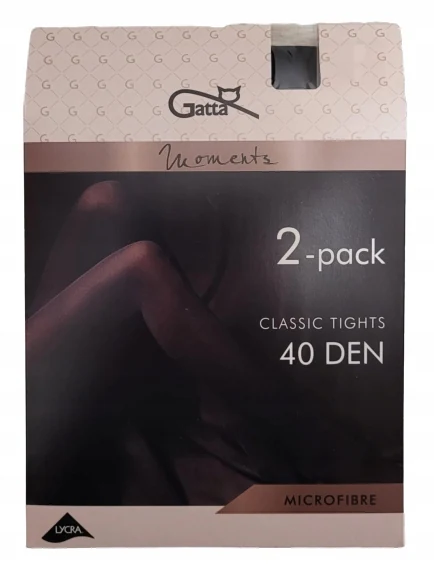 Gatta
Moments
2-pack
CLASSIC TIGHTS
40 DEN
MICROFIBRE
LYCRA